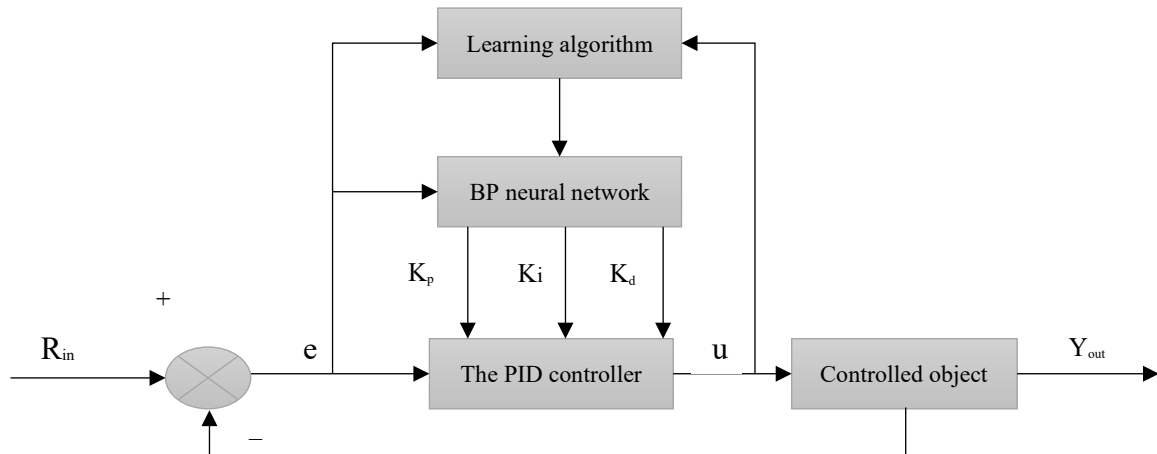 Learning algorithm
BP neural network
Kp Ki Kd
+
Rin
e
The PID controller
u
Controlled object
Yout
−